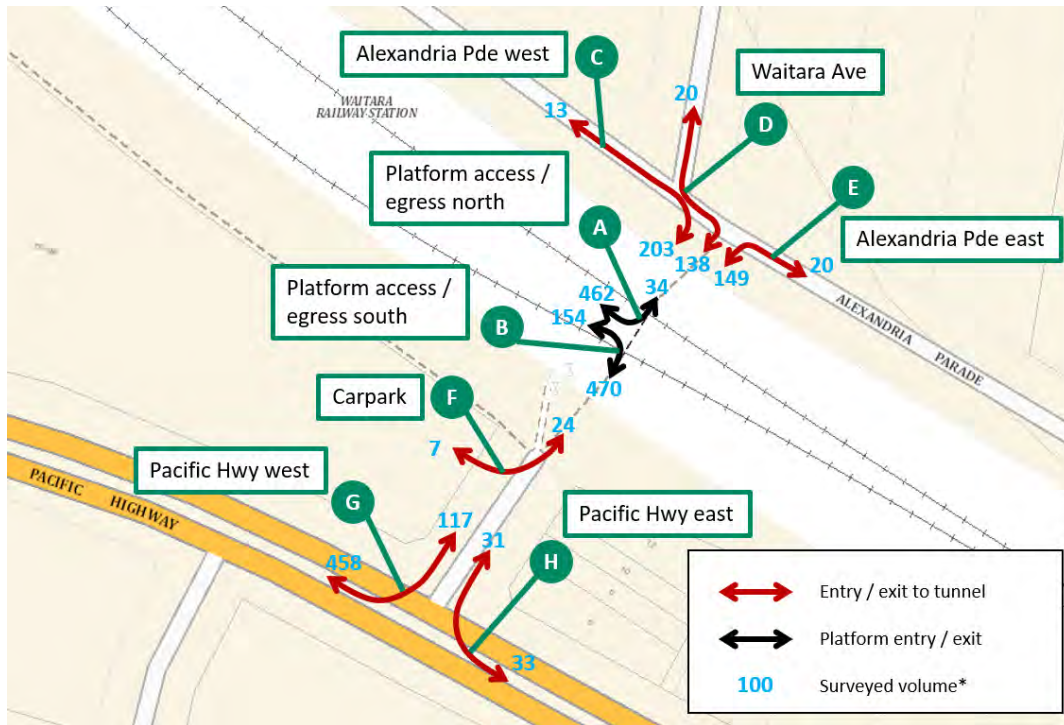 Alexandria Pde west
C
Waitara Ave
20
13
D
WAITARA
RAILWAY STATION
Platform access /
egress north
E
A
Alexandria Pde east
203
138
149
20
34
462
Platform access /
egress south
154
B
ALEXANDRIA PARADE
470
Carpark
F
24
7
Pacific Hwy west
PACIFIC HIGHWAY
G
Pacific Hwy east
117
31
458
H
33
Entry / exit to tunnel
Platform entry / exit
100 Surveyed volume*